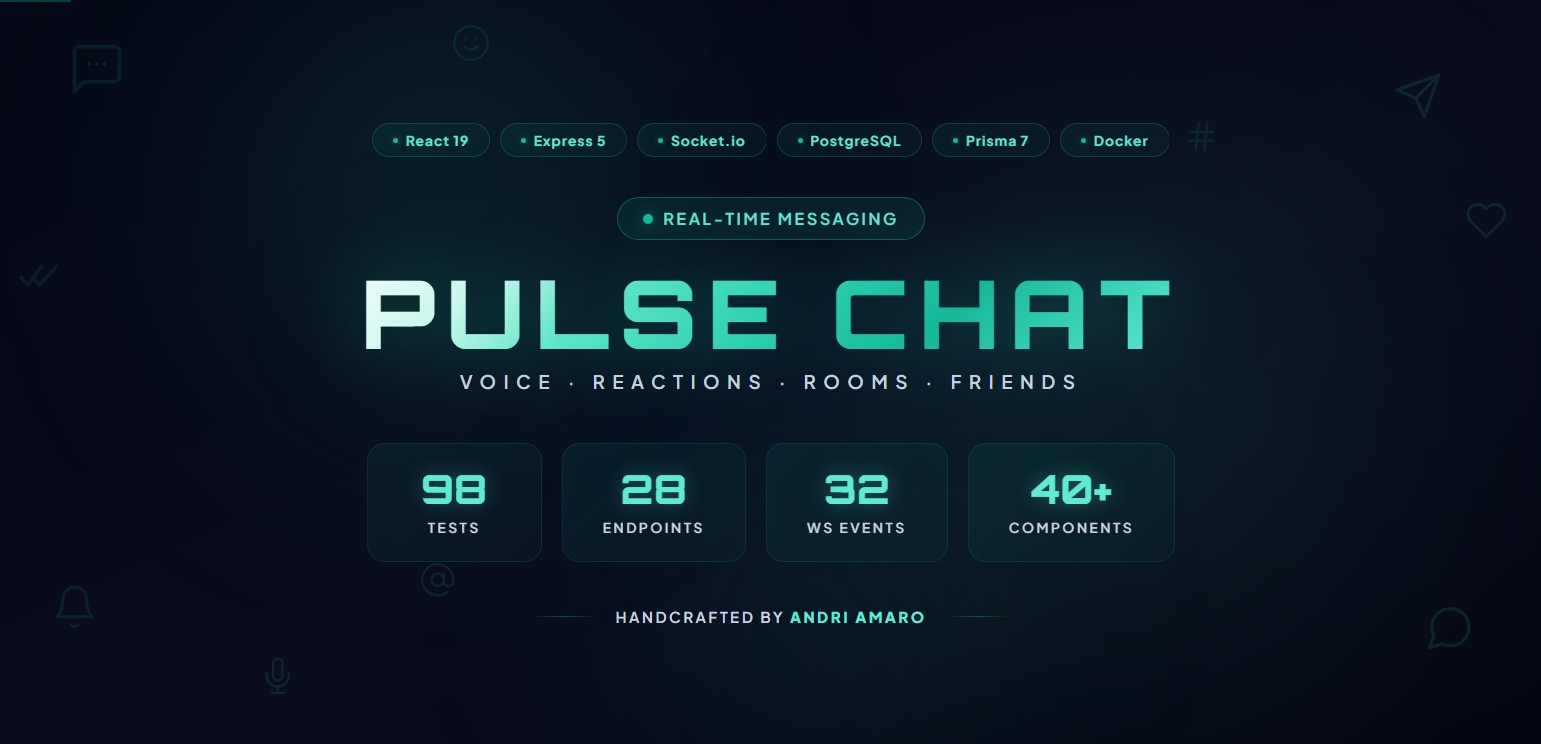 React 19 Express 5 Socket.io PostgreSQL Prisma 7 Docker #
REAL-TIME MESSAGING
PULSE CHAT
VOICE · REACTIONS · ROOMS · FRIENDS
98 28 32 40+
TESTS ENDPOINTS WS EVENTS COMPONENTS
@
HANDCRAFTED BY ANDRI AMARO